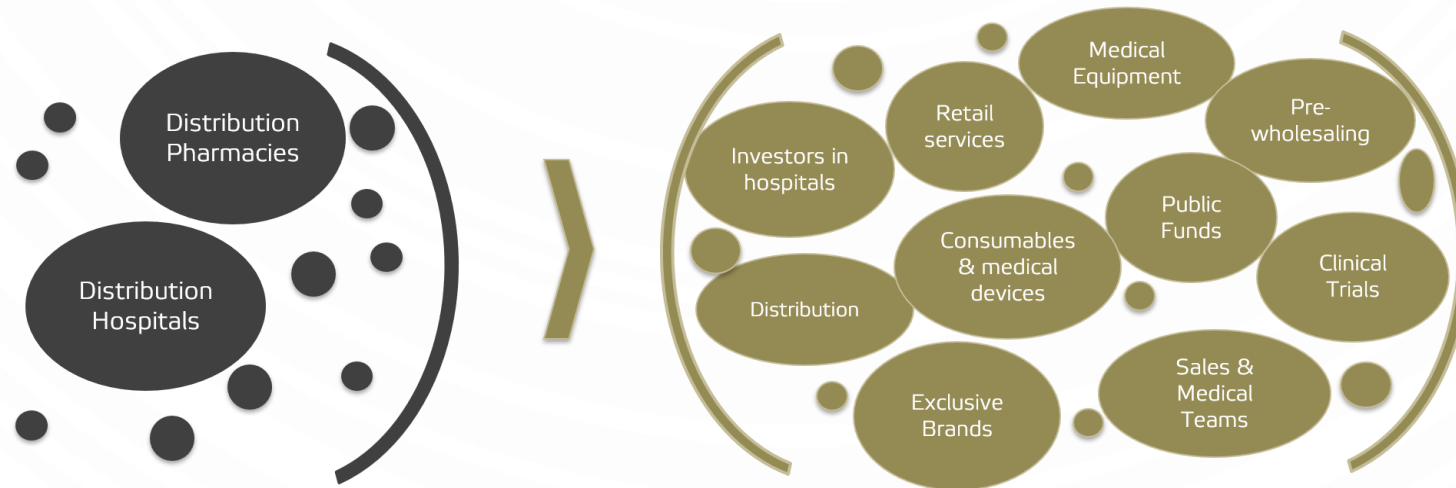 Distribution
Pharmacies
Distribution
Hospitals
Medical
Equipment
Retail
services
Pre-
wholesaling
Investors in
hospitals
Public
Funds
Consumables
& medical
devices
Clinical
Trials
Distribution
Sales &
Medical
Teams
Exclusive
Brands